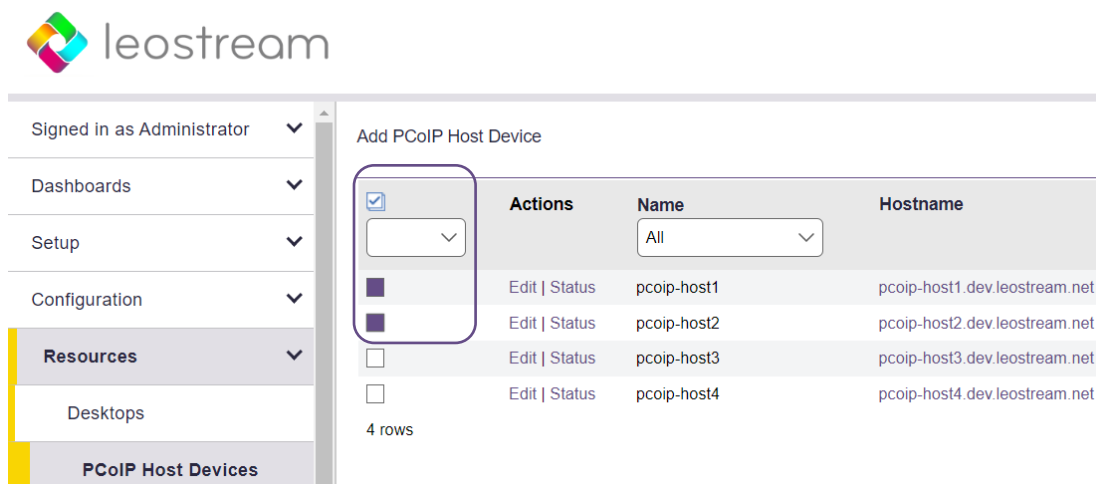 leostream
Signed in as Administrator
Dashboards
Setup
Configuration
Resources
Desktops
PCoIP Host Devices
Add PCoIP Host Device
Actions Name Hostname
All
Edit | Status pcoip-host1 pcoip-host1.dev.leostream.net
Edit | Status pcoip-host2 pcoip-host2.dev.leostream.net
Edit | Status pcoip-host3 pcoip-host3.dev.leostream.net
Edit | Status pcoip-host4 pcoip-host4.dev.leostream.net
4 rows